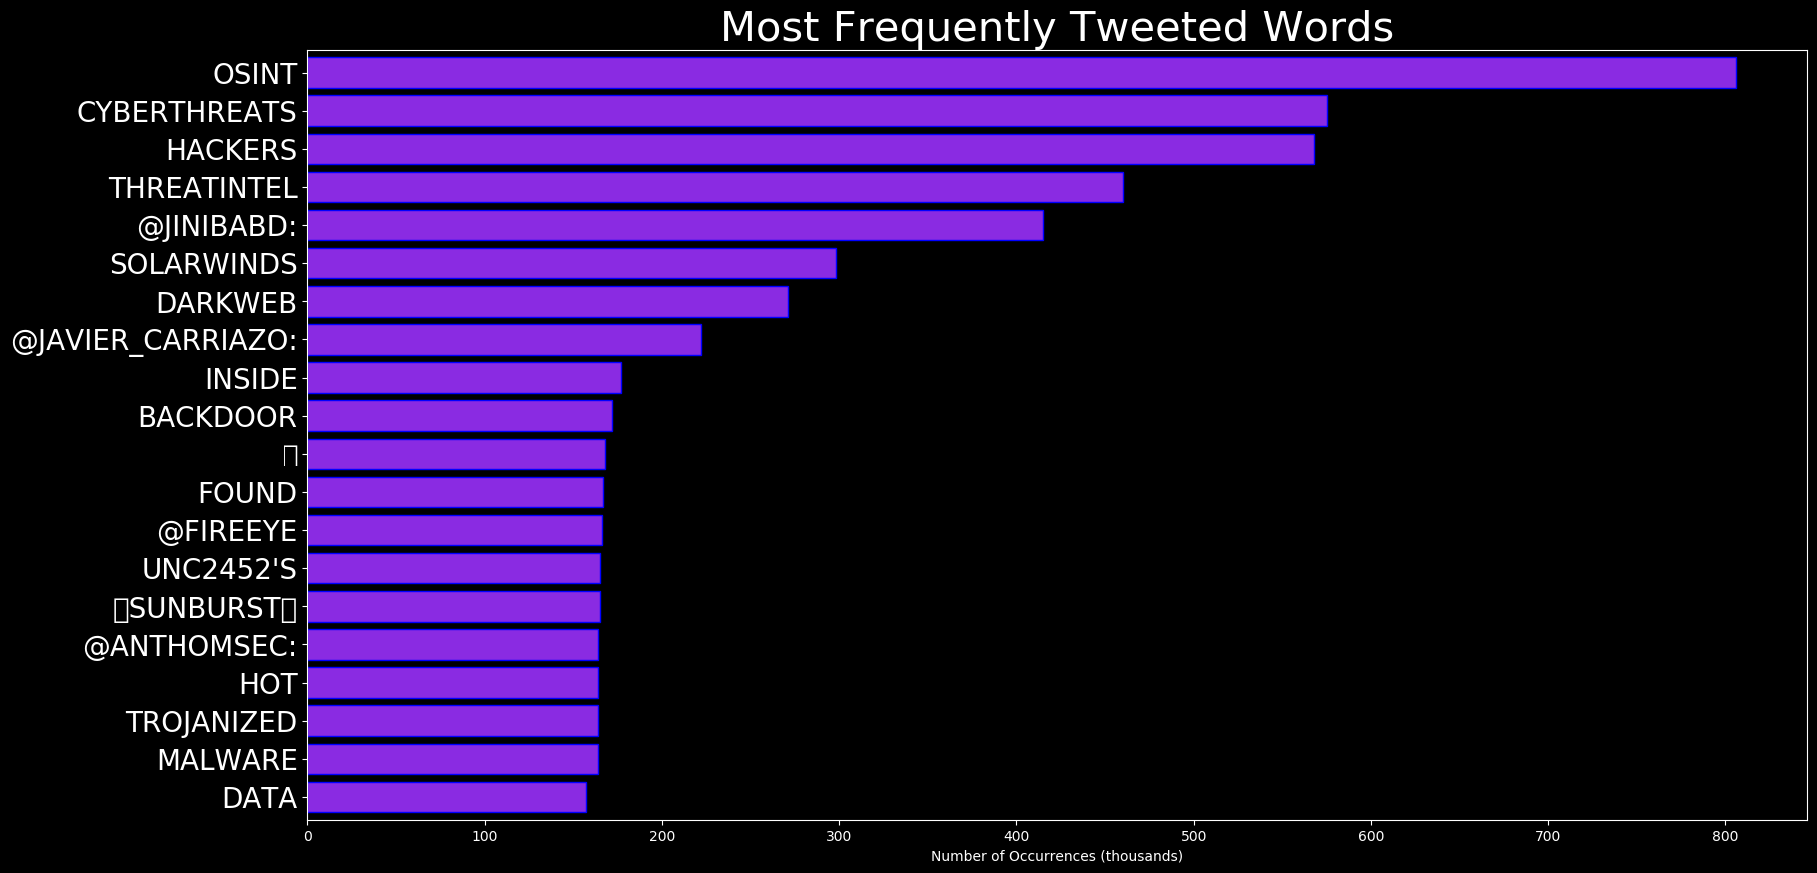 Most Frequently Tweeted Words
OSINT
CYBERTHREATS
HACKERS
THREATINTEL
@JINIBABD:
SOLARWINDS
DARKWEB
@JAVIER_CARRIAZO:
INSIDE
BACKDOOR
FOUND
@FIREEYE
UNC2452'S
▯SUNBURST▯
@ANTHOMSEC:
HOT
TROJANIZED
MALWARE
DATA
0 100 200 300 400 500 600 700 800
Number of Occurrences (thousands)